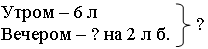 Утром – 6 л
Вечером – ? на 2 л б.
?